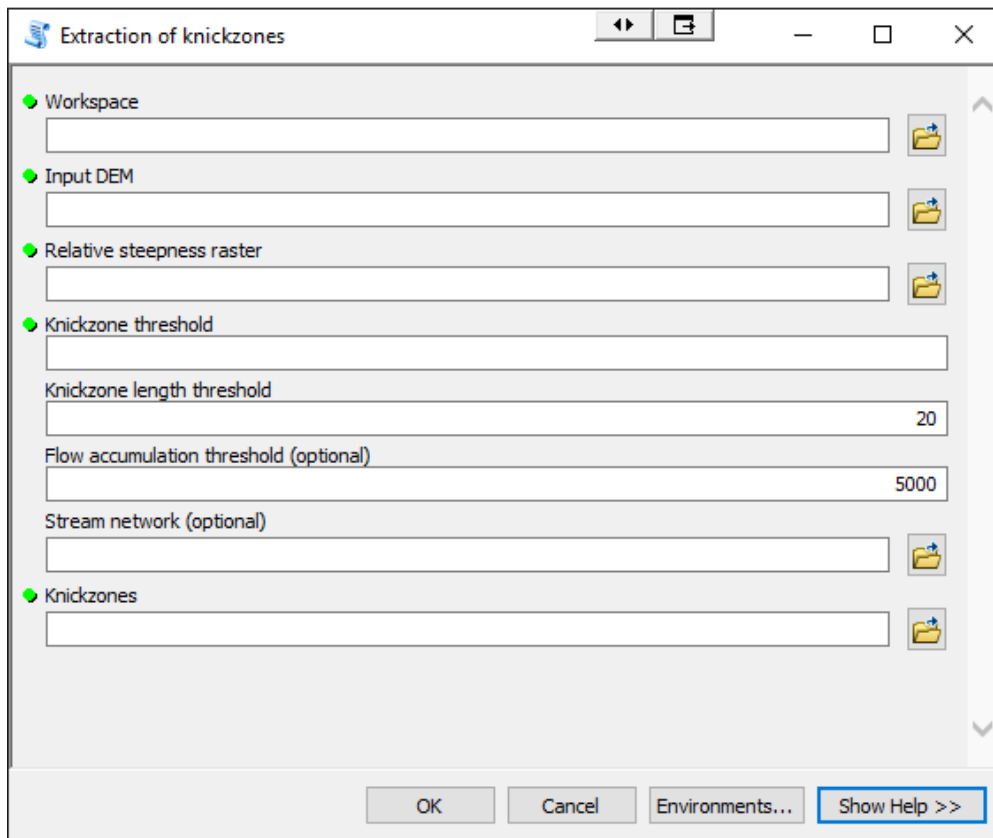 Extraction of knickzones
Workspace
Input DEM
Relative steepness raster
Knickzone threshold
Knickzone length threshold
20
Flow accumulation threshold (optional)
5000
Stream network (optional)
Knickzones
OK Cancel Environments... Show Help >>